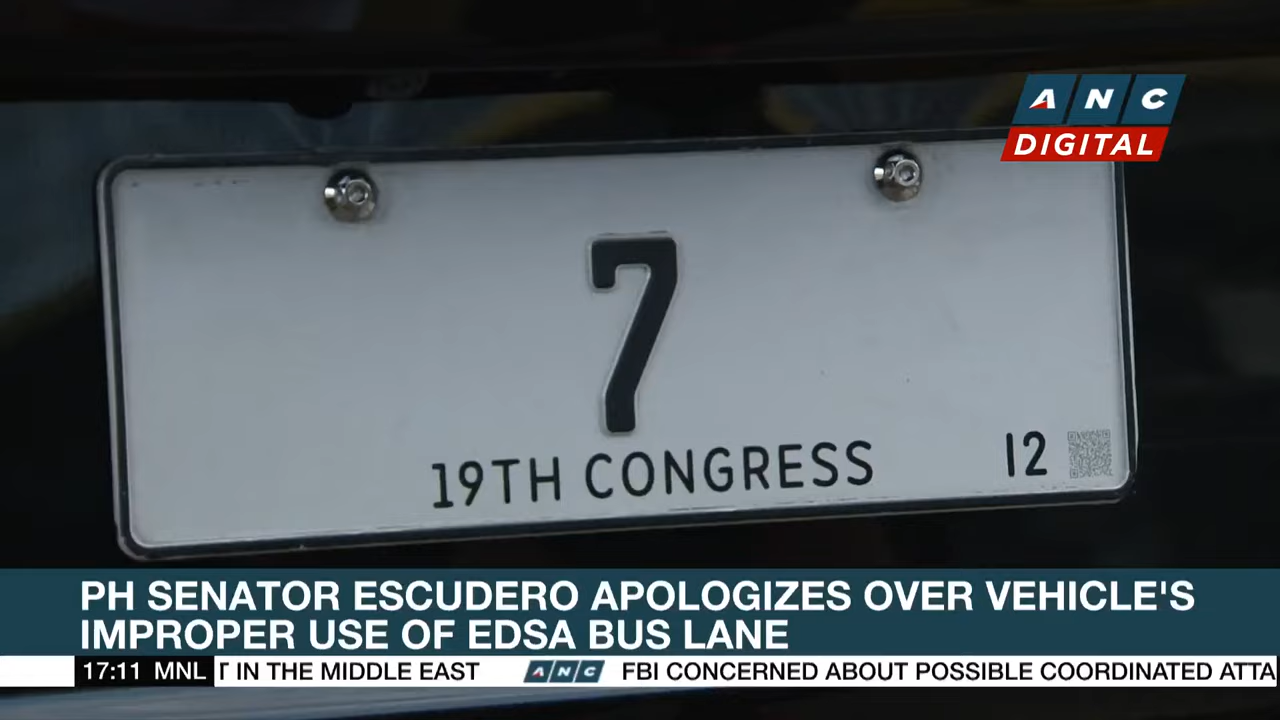 ANC
DIGITAL
7
19TH CONGRESS
12
PH SENATOR ESCUDERO APOLOGIZES OVER VEHICLE'S
IMPROPER USE OF EDSA BUS LANE
17:11 MNL
IN THE MIDDLE EAST
ANC
FBI CONCERNED ABOUT POSSIBLE COORDINATED